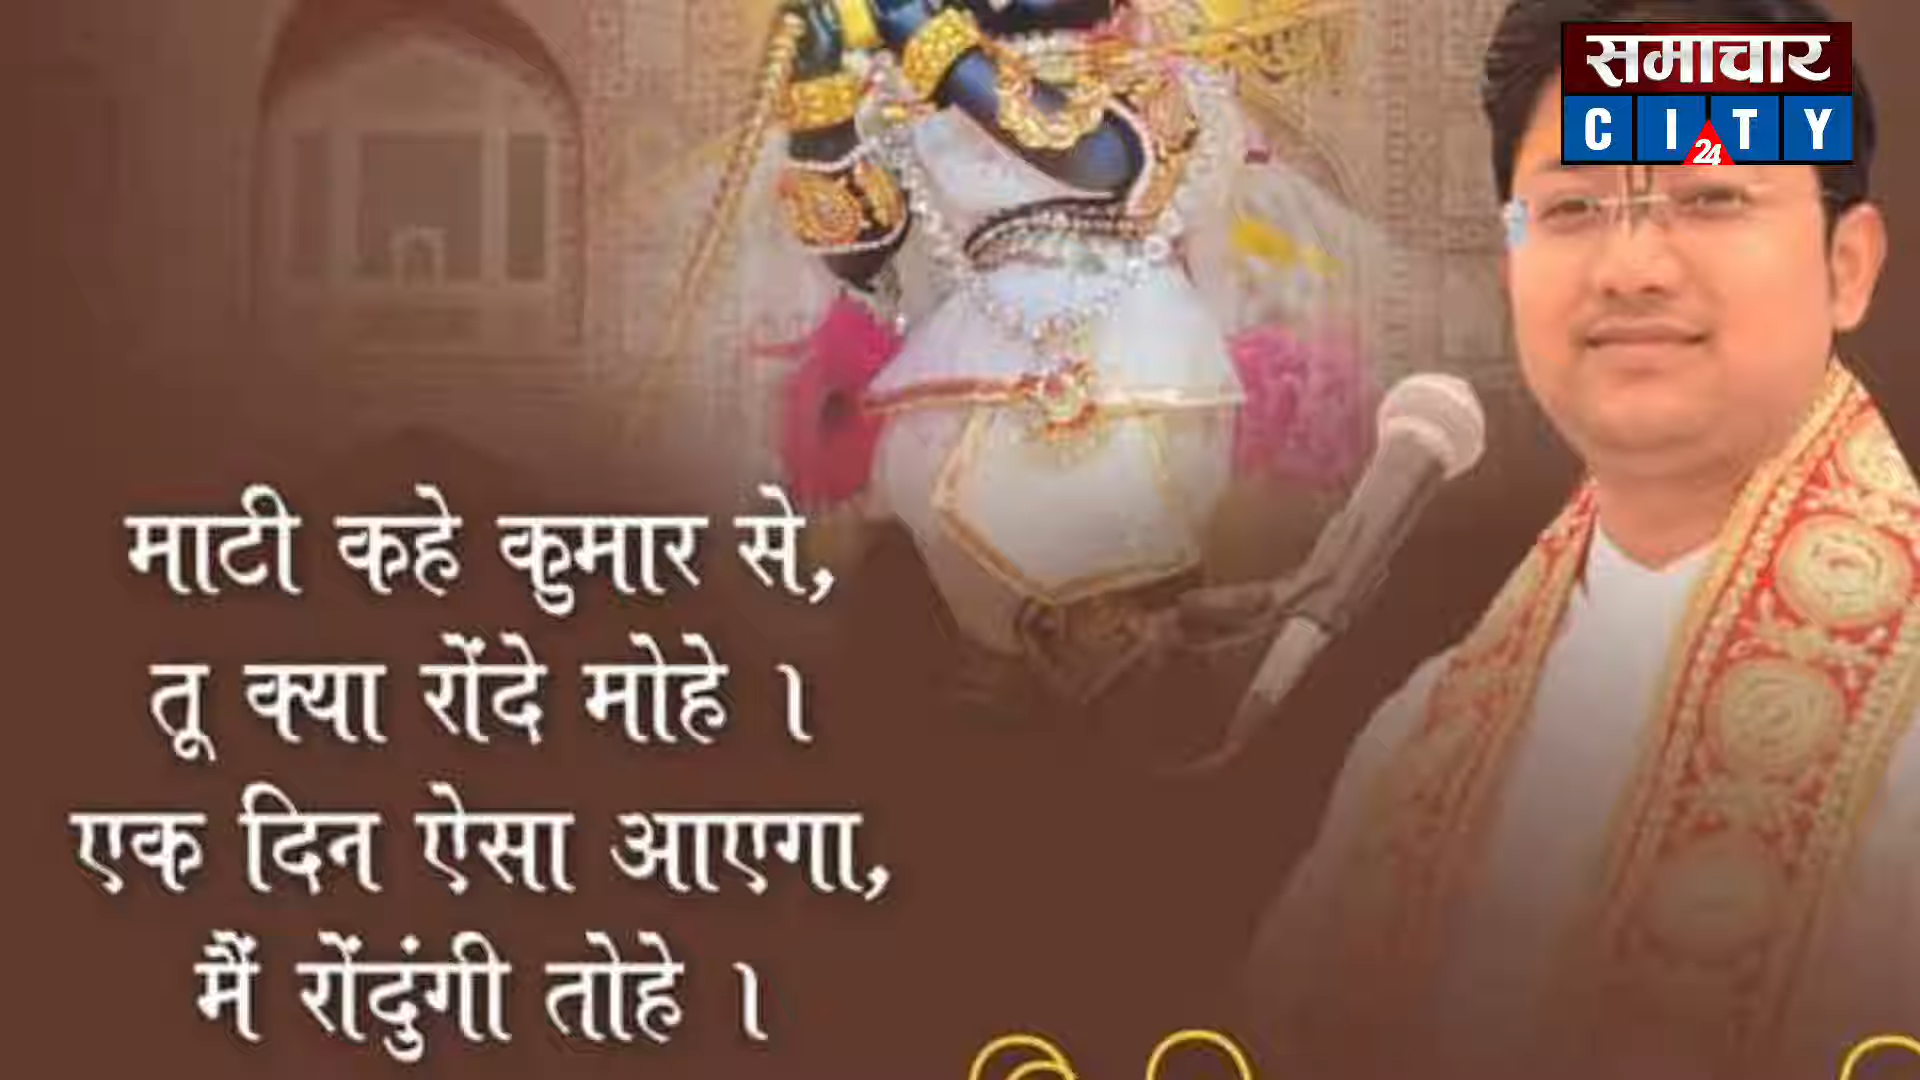 समाचार
CITY
24
माटी कहे कुमार से,
तू क्या रोंदे मोहे ।
एक दिन ऐसा आएगा,
मैं रोंदुंगी तोहे ।